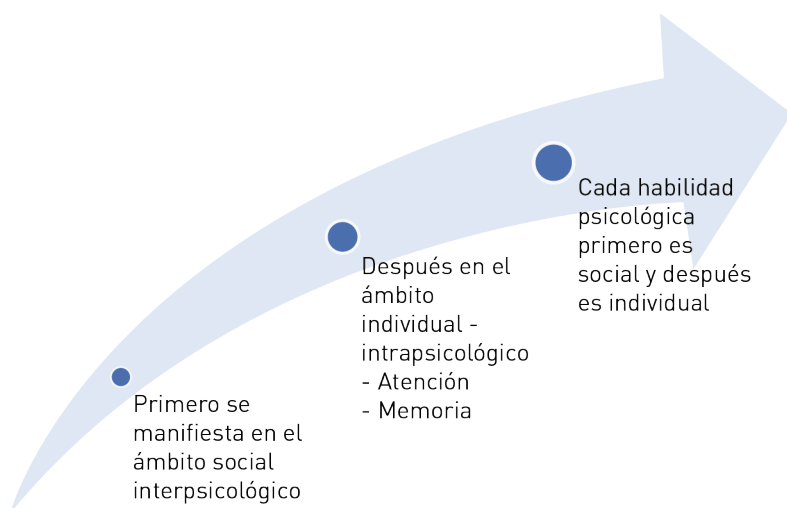 Primero se
manifiesta en el
ámbito social
interpsicológico
Después en el
ámbito
individual -
intrapsicológico
- Atención
- Memoria
Cada habilidad
psicológica
primero es
social y después
es individual